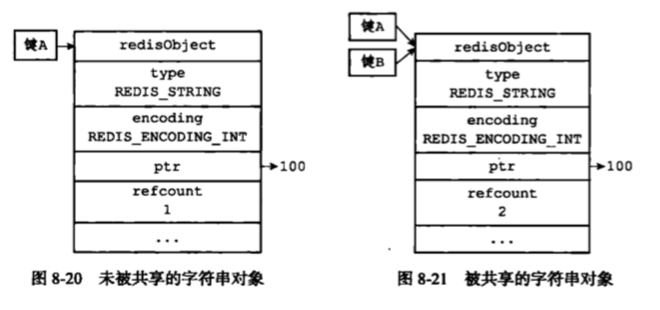 键A
redisObject
type
REDIS_STRING
encoding
REDIS_ENCODING_INT
ptr
100
refcount
1
...
图 8-20 未被共享的字符串对象
键A
键B
redisObject
type
REDIS_STRING
encoding
REDIS_ENCODING_INT
ptr
100
refcount
2
...
图 8-21 被共享的字符串对象